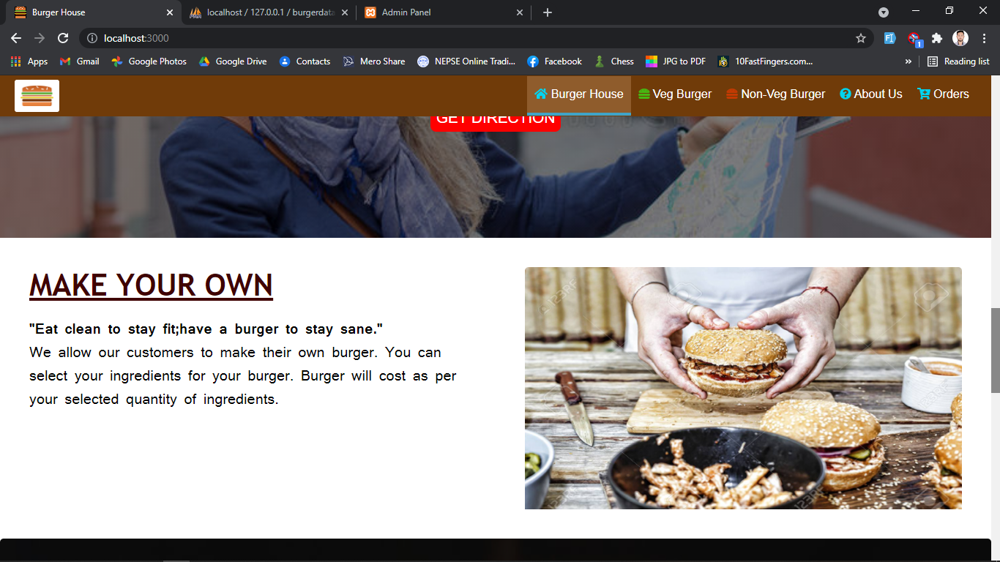 Burger House
localhost / 127.0.0.1 / burgerdata
Admin Panel
localhost:3000
Apps
Gmail
Google Photos
Google Drive
Contacts
Mero Share
NEPSE Online Tradi...
Facebook
Chess
JPG to PDF
10FastFingers.com...
»
Reading list
Burger House
Veg Burger
Non-Veg Burger
About Us
Orders
GET DIRECTION
MAKE YOUR OWN
"Eat clean to stay fit;have a burger to stay sane."
We allow our customers to make their own burger. You can
select your ingredients for your burger. Burger will cost as per
your selected quantity of ingredients.
123RF
123RF